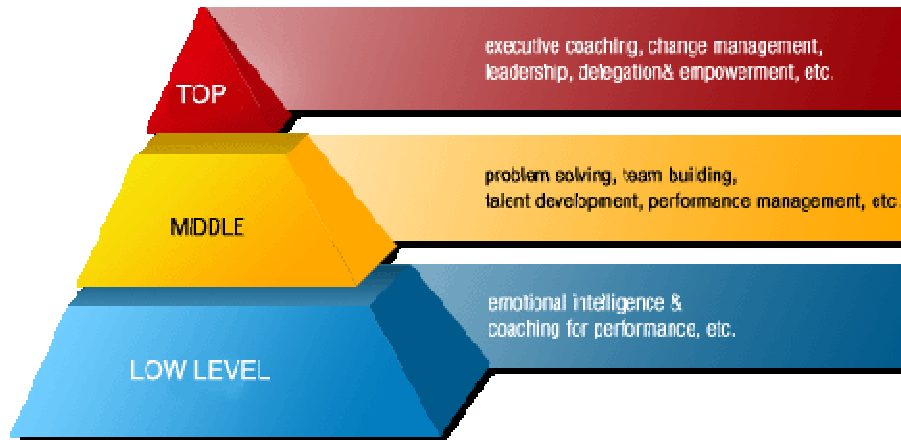 TOP
executive coaching, change management,
leadership, delegation& empowerment, etc.
MIDDLE
problem solving, team building,
talent development, performance management, etc.
LOW LEVEL
emotional intelligence &
coaching for performance, etc.